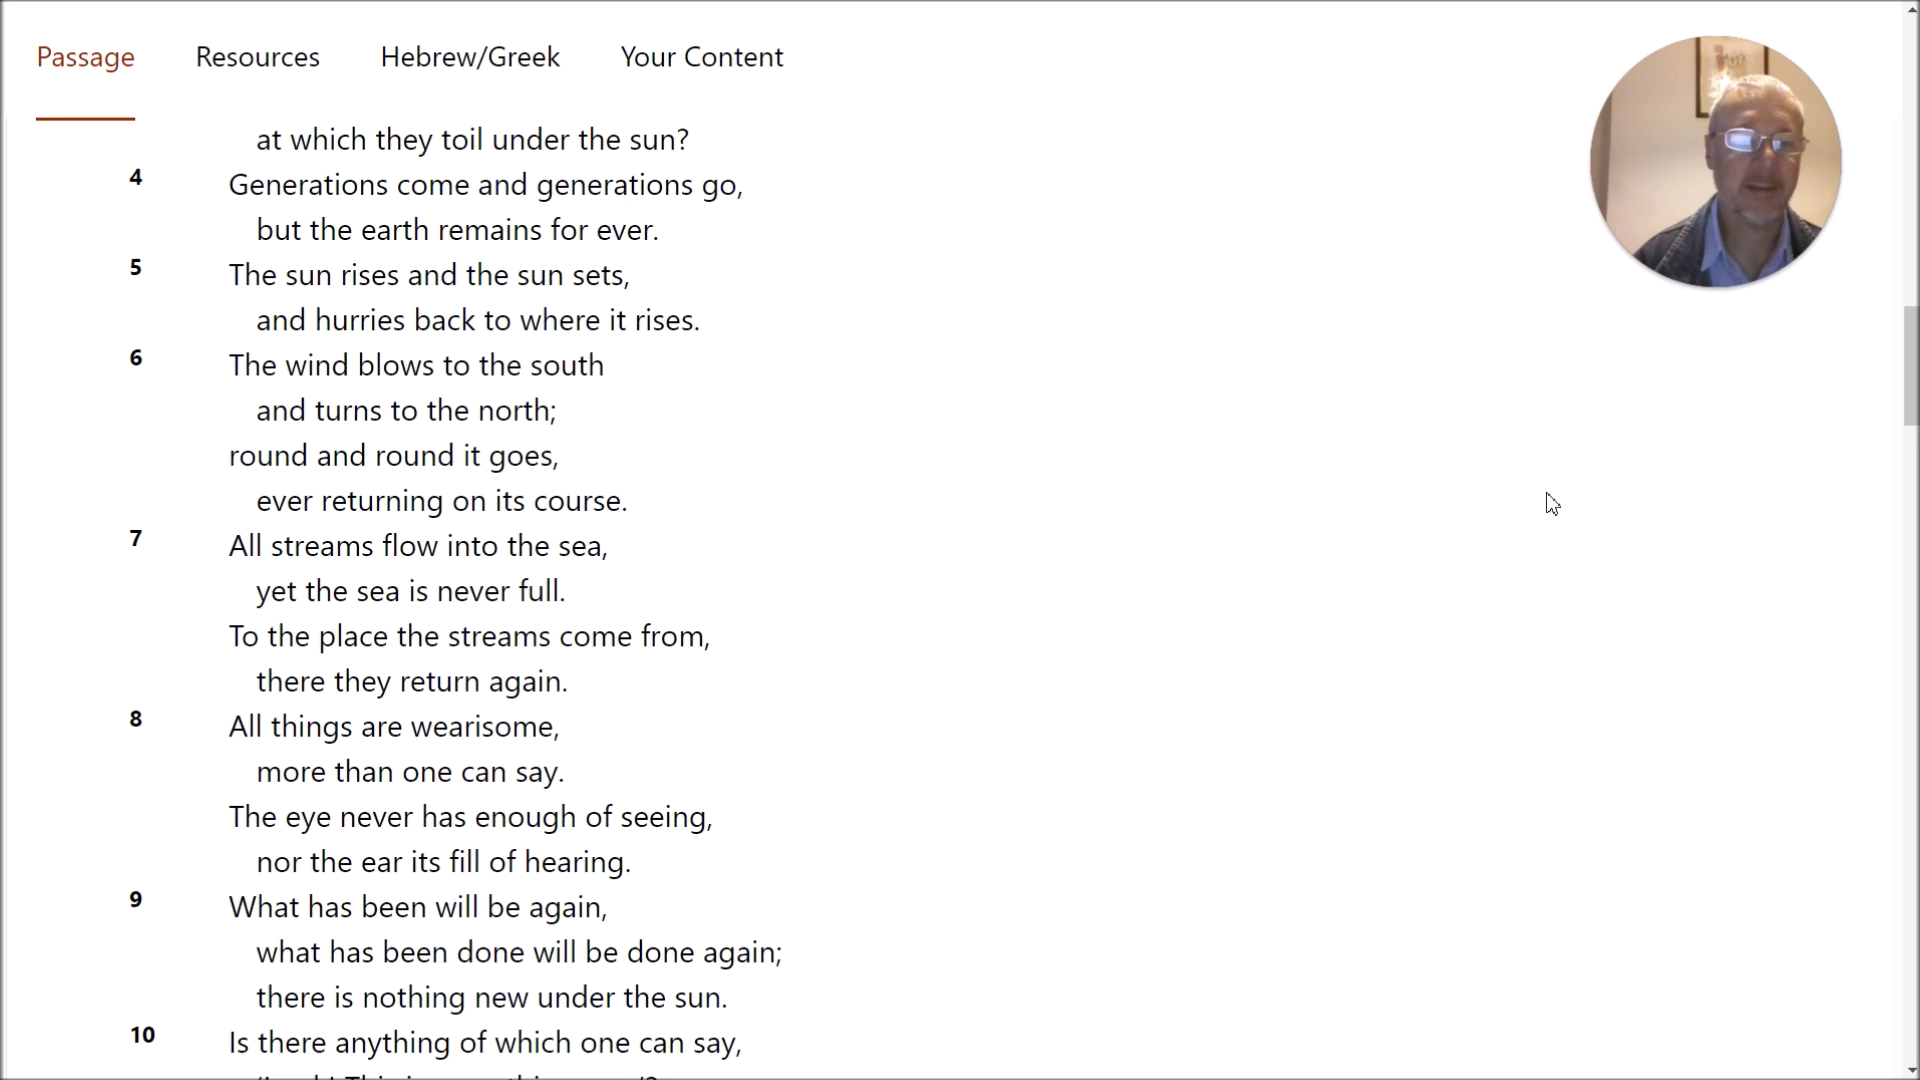 Passage Resources Hebrew/Greek Your Content
at which they toil under the sun?
4 Generations come and generations go,
but the earth remains for ever.
5 The sun rises and the sun sets,
and hurries back to where it rises.
6 The wind blows to the south
and turns to the north;
round and round it goes,
ever returning on its course.
7 All streams flow into the sea,
yet the sea is never full.
To the place the streams come from,
there they return again.
8 All things are wearisome,
more than one can say.
The eye never has enough of seeing,
nor the ear its fill of hearing.
9 What has been will be again,
what has been done will be done again;
there is nothing new under the sun.
10 Is there anything of which one can say,